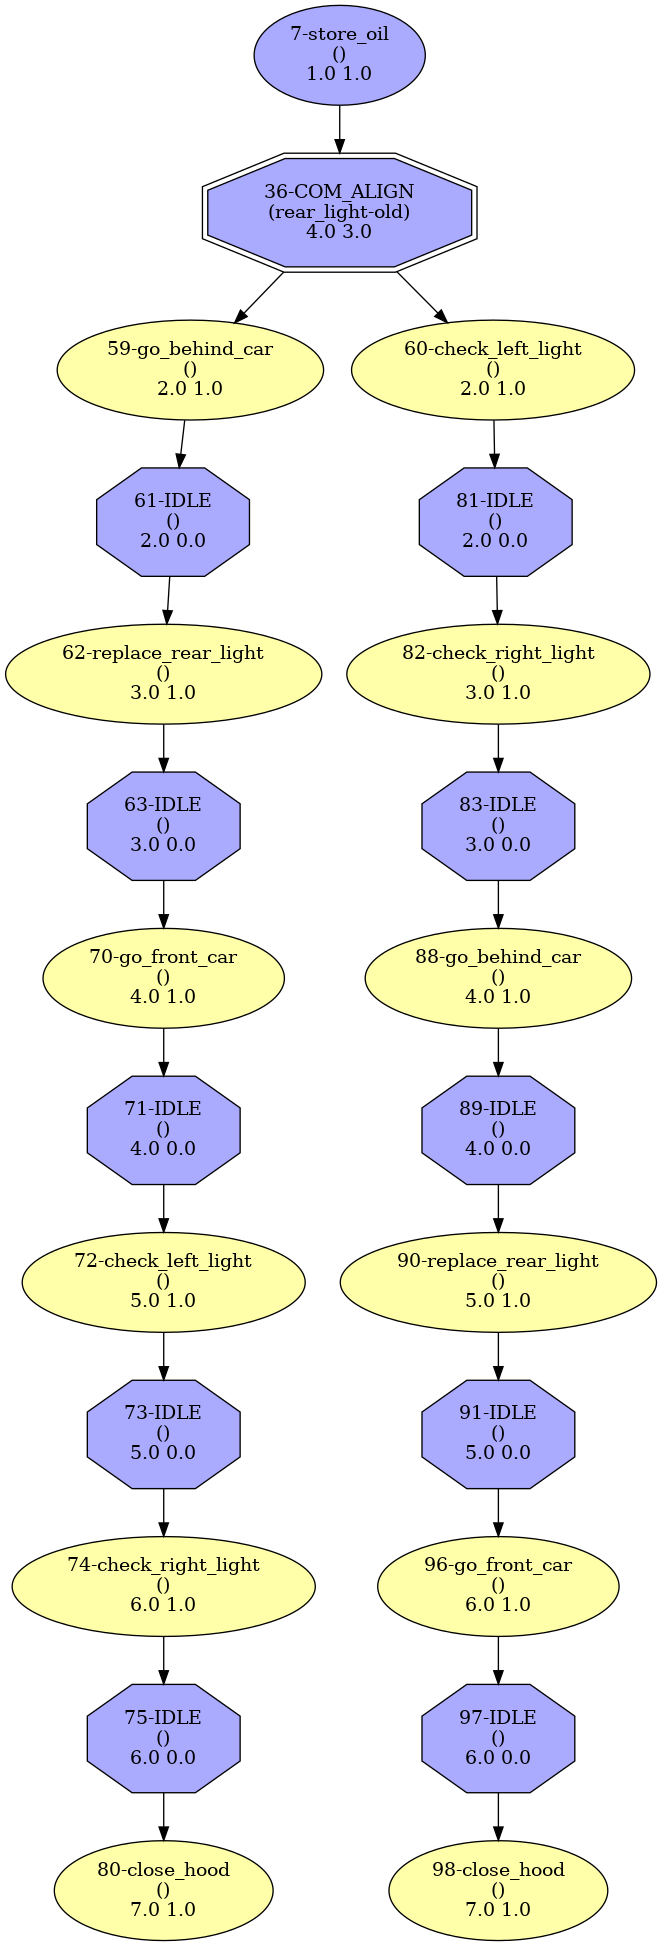 7-store_oil
()
1.0 1.0
36-COM_ALIGN
(rear_light-old)
4.0 3.0
59-go_behind_car
()
2.0 1.0
60-check_left_light
()
2.0 1.0
61-IDLE
()
2.0 0.0
81-IDLE
()
2.0 0.0
62-replace_rear_light
()
3.0 1.0
82-check_right_light
()
3.0 1.0
63-IDLE
()
3.0 0.0
83-IDLE
()
3.0 0.0
70-go_front_car
()
4.0 1.0
88-go_behind_car
()
4.0 1.0
71-IDLE
()
4.0 0.0
89-IDLE
()
4.0 0.0
72-check_left_light
()
5.0 1.0
90-replace_rear_light
()
5.0 1.0
73-IDLE
()
5.0 0.0
91-IDLE
()
5.0 0.0
74-check_right_light
()
6.0 1.0
96-go_front_car
()
6.0 1.0
75-IDLE
()
6.0 0.0
97-IDLE
()
6.0 0.0
80-close_hood
()
7.0 1.0
98-close_hood
()
7.0 1.0